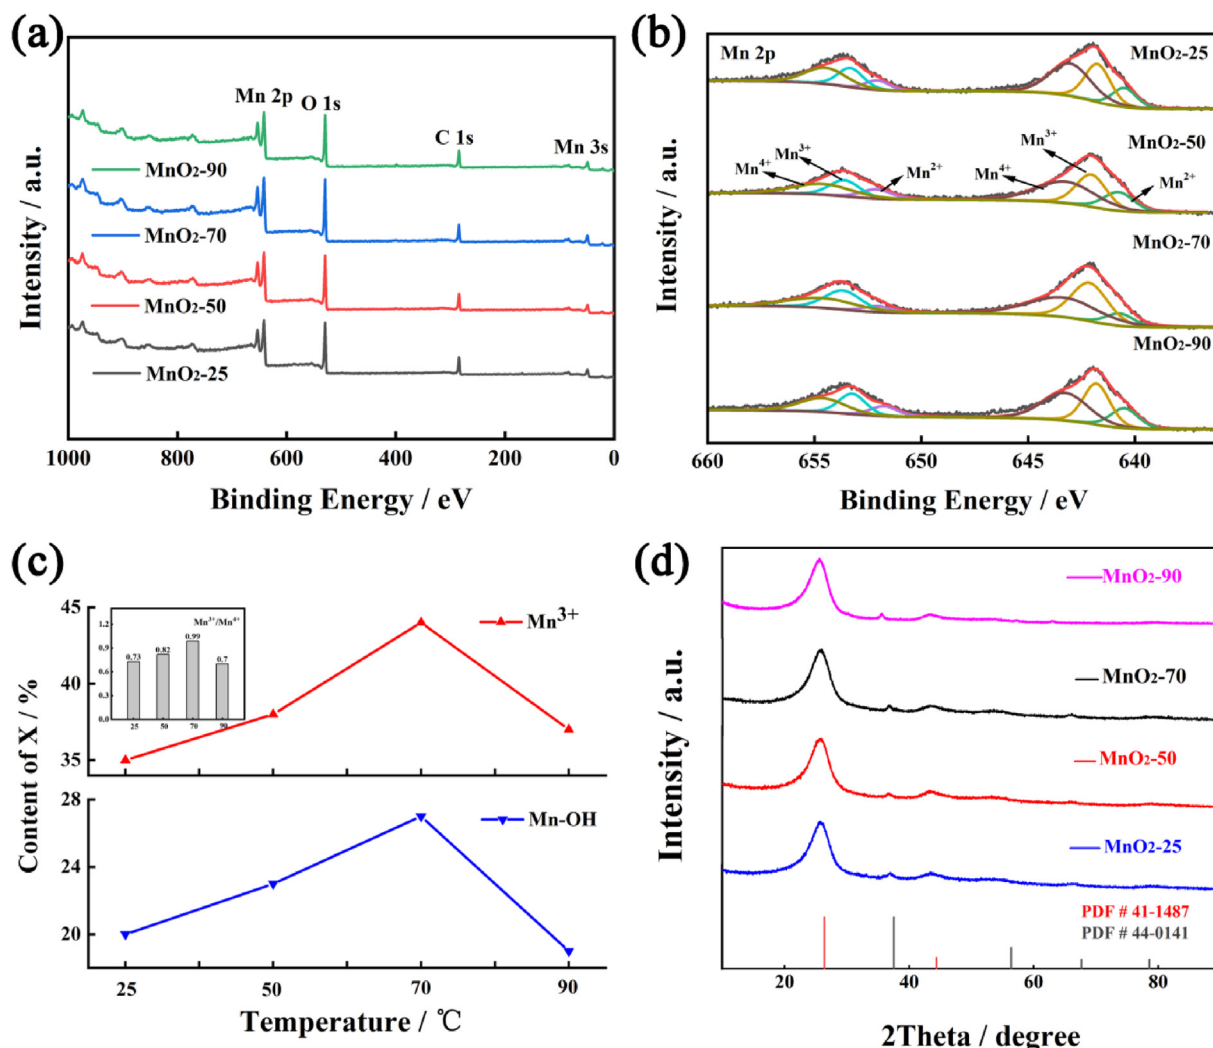 (a)
Mn 2p
O 1s
C 1s
Mn 3s
MnO2-90
MnO2-70
MnO2-50
MnO2-25
Intensity / a.u.
1000 800 600 400 200 0
Binding Energy / eV
(b)
Mn 2p
MnO2-25
MnO2-50
Mn4+
Mn3+
Mn2+
Mn4+
Mn3+
Mn2+
MnO2-70
MnO2-90
Intensity / a.u.
660 655 650 645 640
Binding Energy / eV
(c)
45
40
35
Mn3+
1.2
0.9
0.6
0.3
0.0
Mn3+/Mn4+
0.73 0.82 0.99 0.7
25 50 70 90
Content of X / %
28
24
20
Mn-OH
25 50 70 90
Temperature / ℃
(d)
MnO2-90
MnO2-70
MnO2-50
MnO2-25
PDF # 41-1487
PDF # 44-0141
Intensity / a.u.
20 40 60 80
2Theta / degree